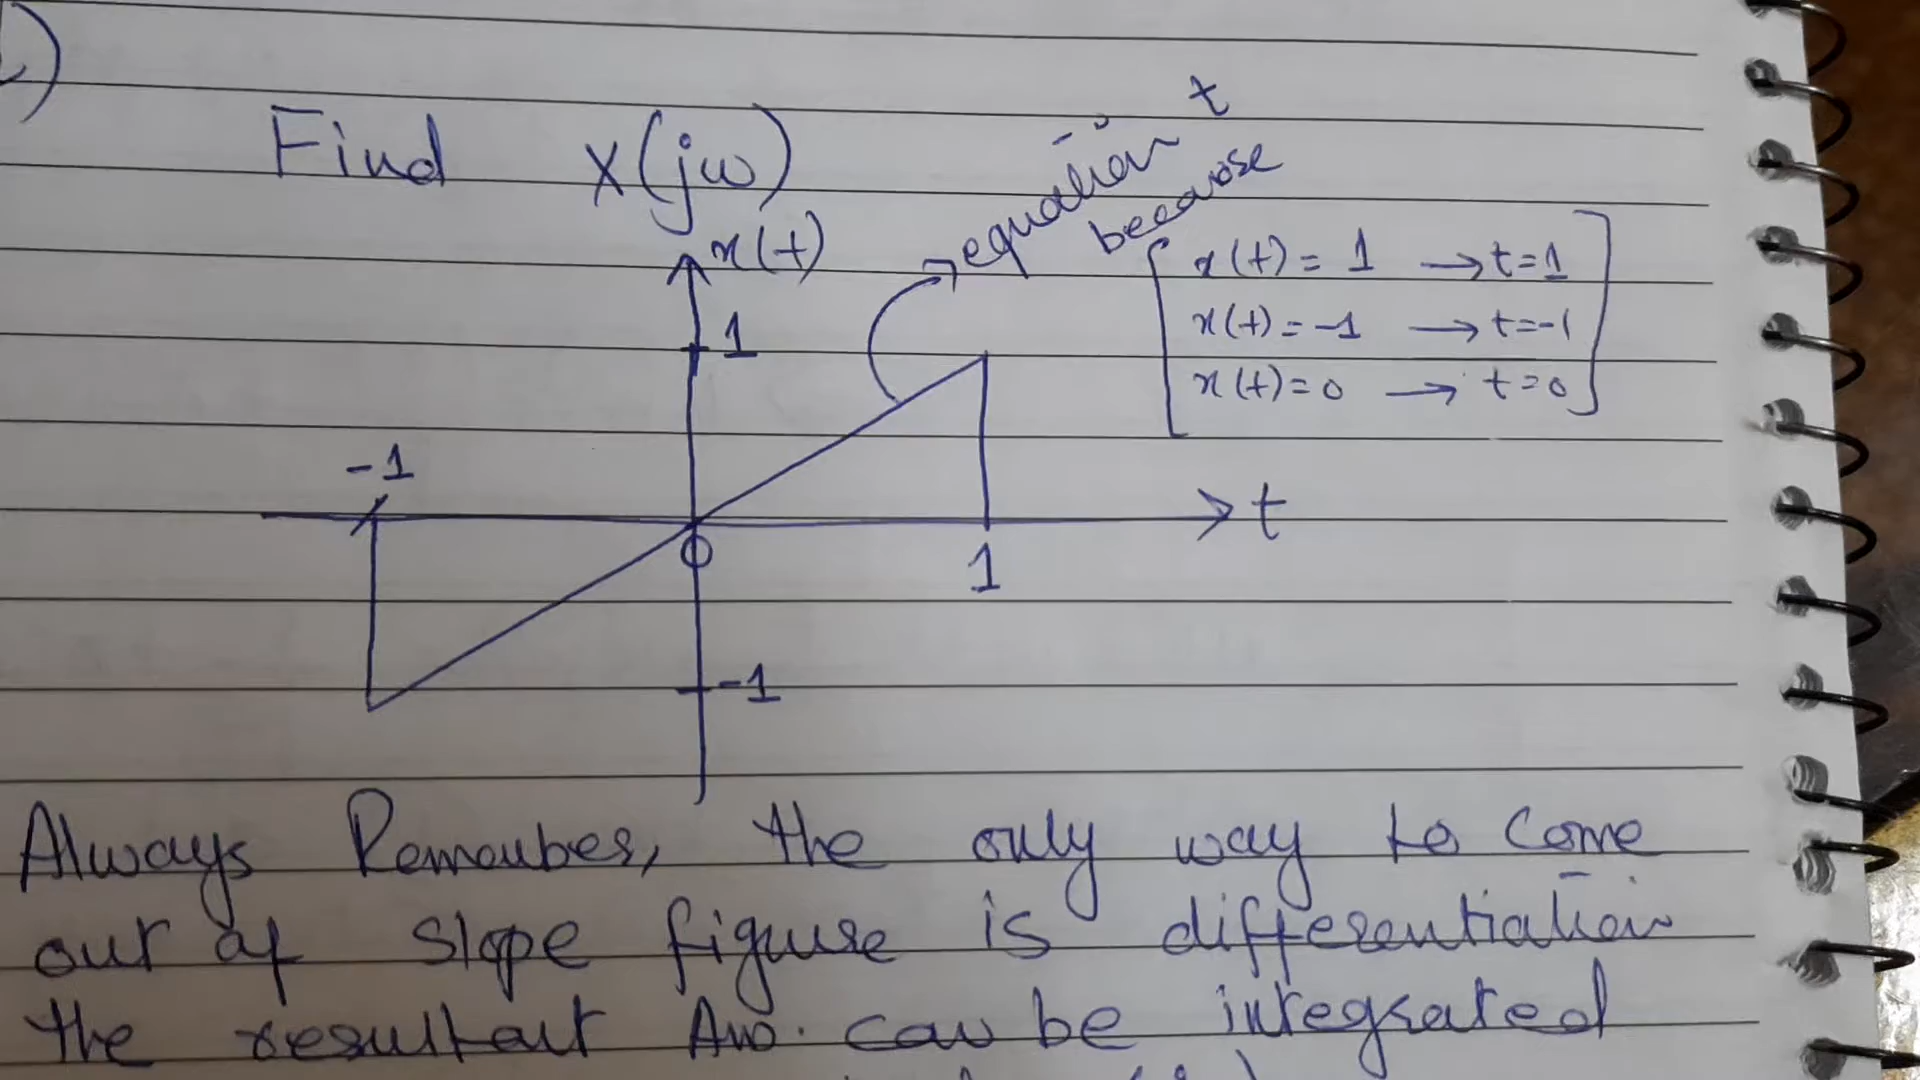 Find X(jω)
x(t)
equation t
because
x(t) = 1 → t=1
x(t) = -1 → t=-1
x(t)=0 → t=0
1
-1
t
0
1
-1
Always Remember, the only way to come
out of slope figure is differentiation
the resultant Ans. can be integrated